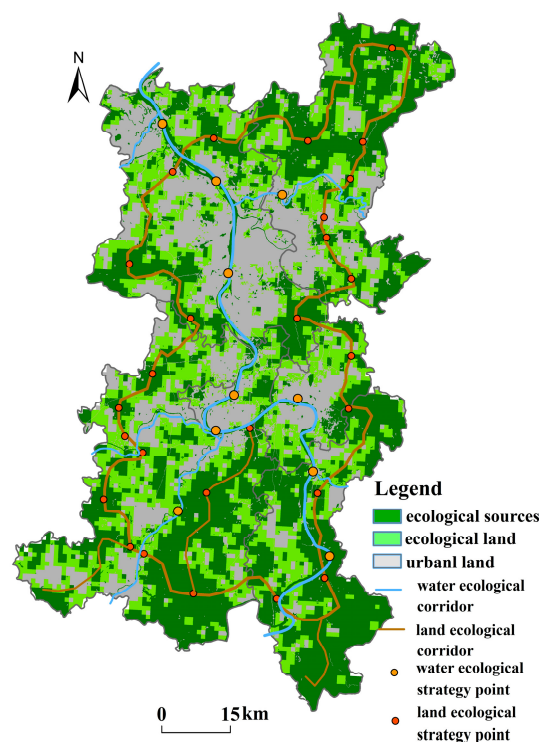 N
Legend
ecological sources
ecological land
urbanl land
water ecological
corridor
land ecological
corridor
water ecological
strategy point
land ecological
strategy point
0 15km